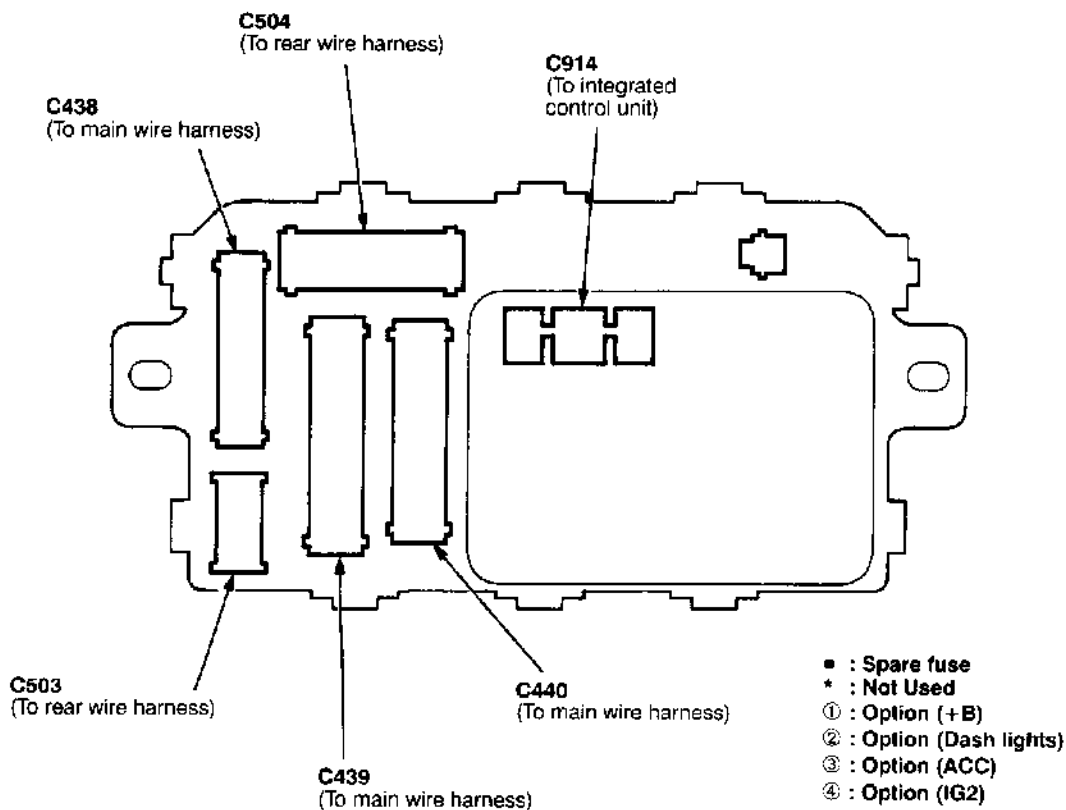 C504
(To rear wire harness)
C914
(To integrated
control unit)
C438
(To main wire harness)
C503
(To rear wire harness)
C440
(To main wire harness)
C439
(To main wire harness)
■ : Spare fuse
* : Not Used
① : Option (+B)
② : Option (Dash lights)
③ : Option (ACC)
④ : Option (IG2)